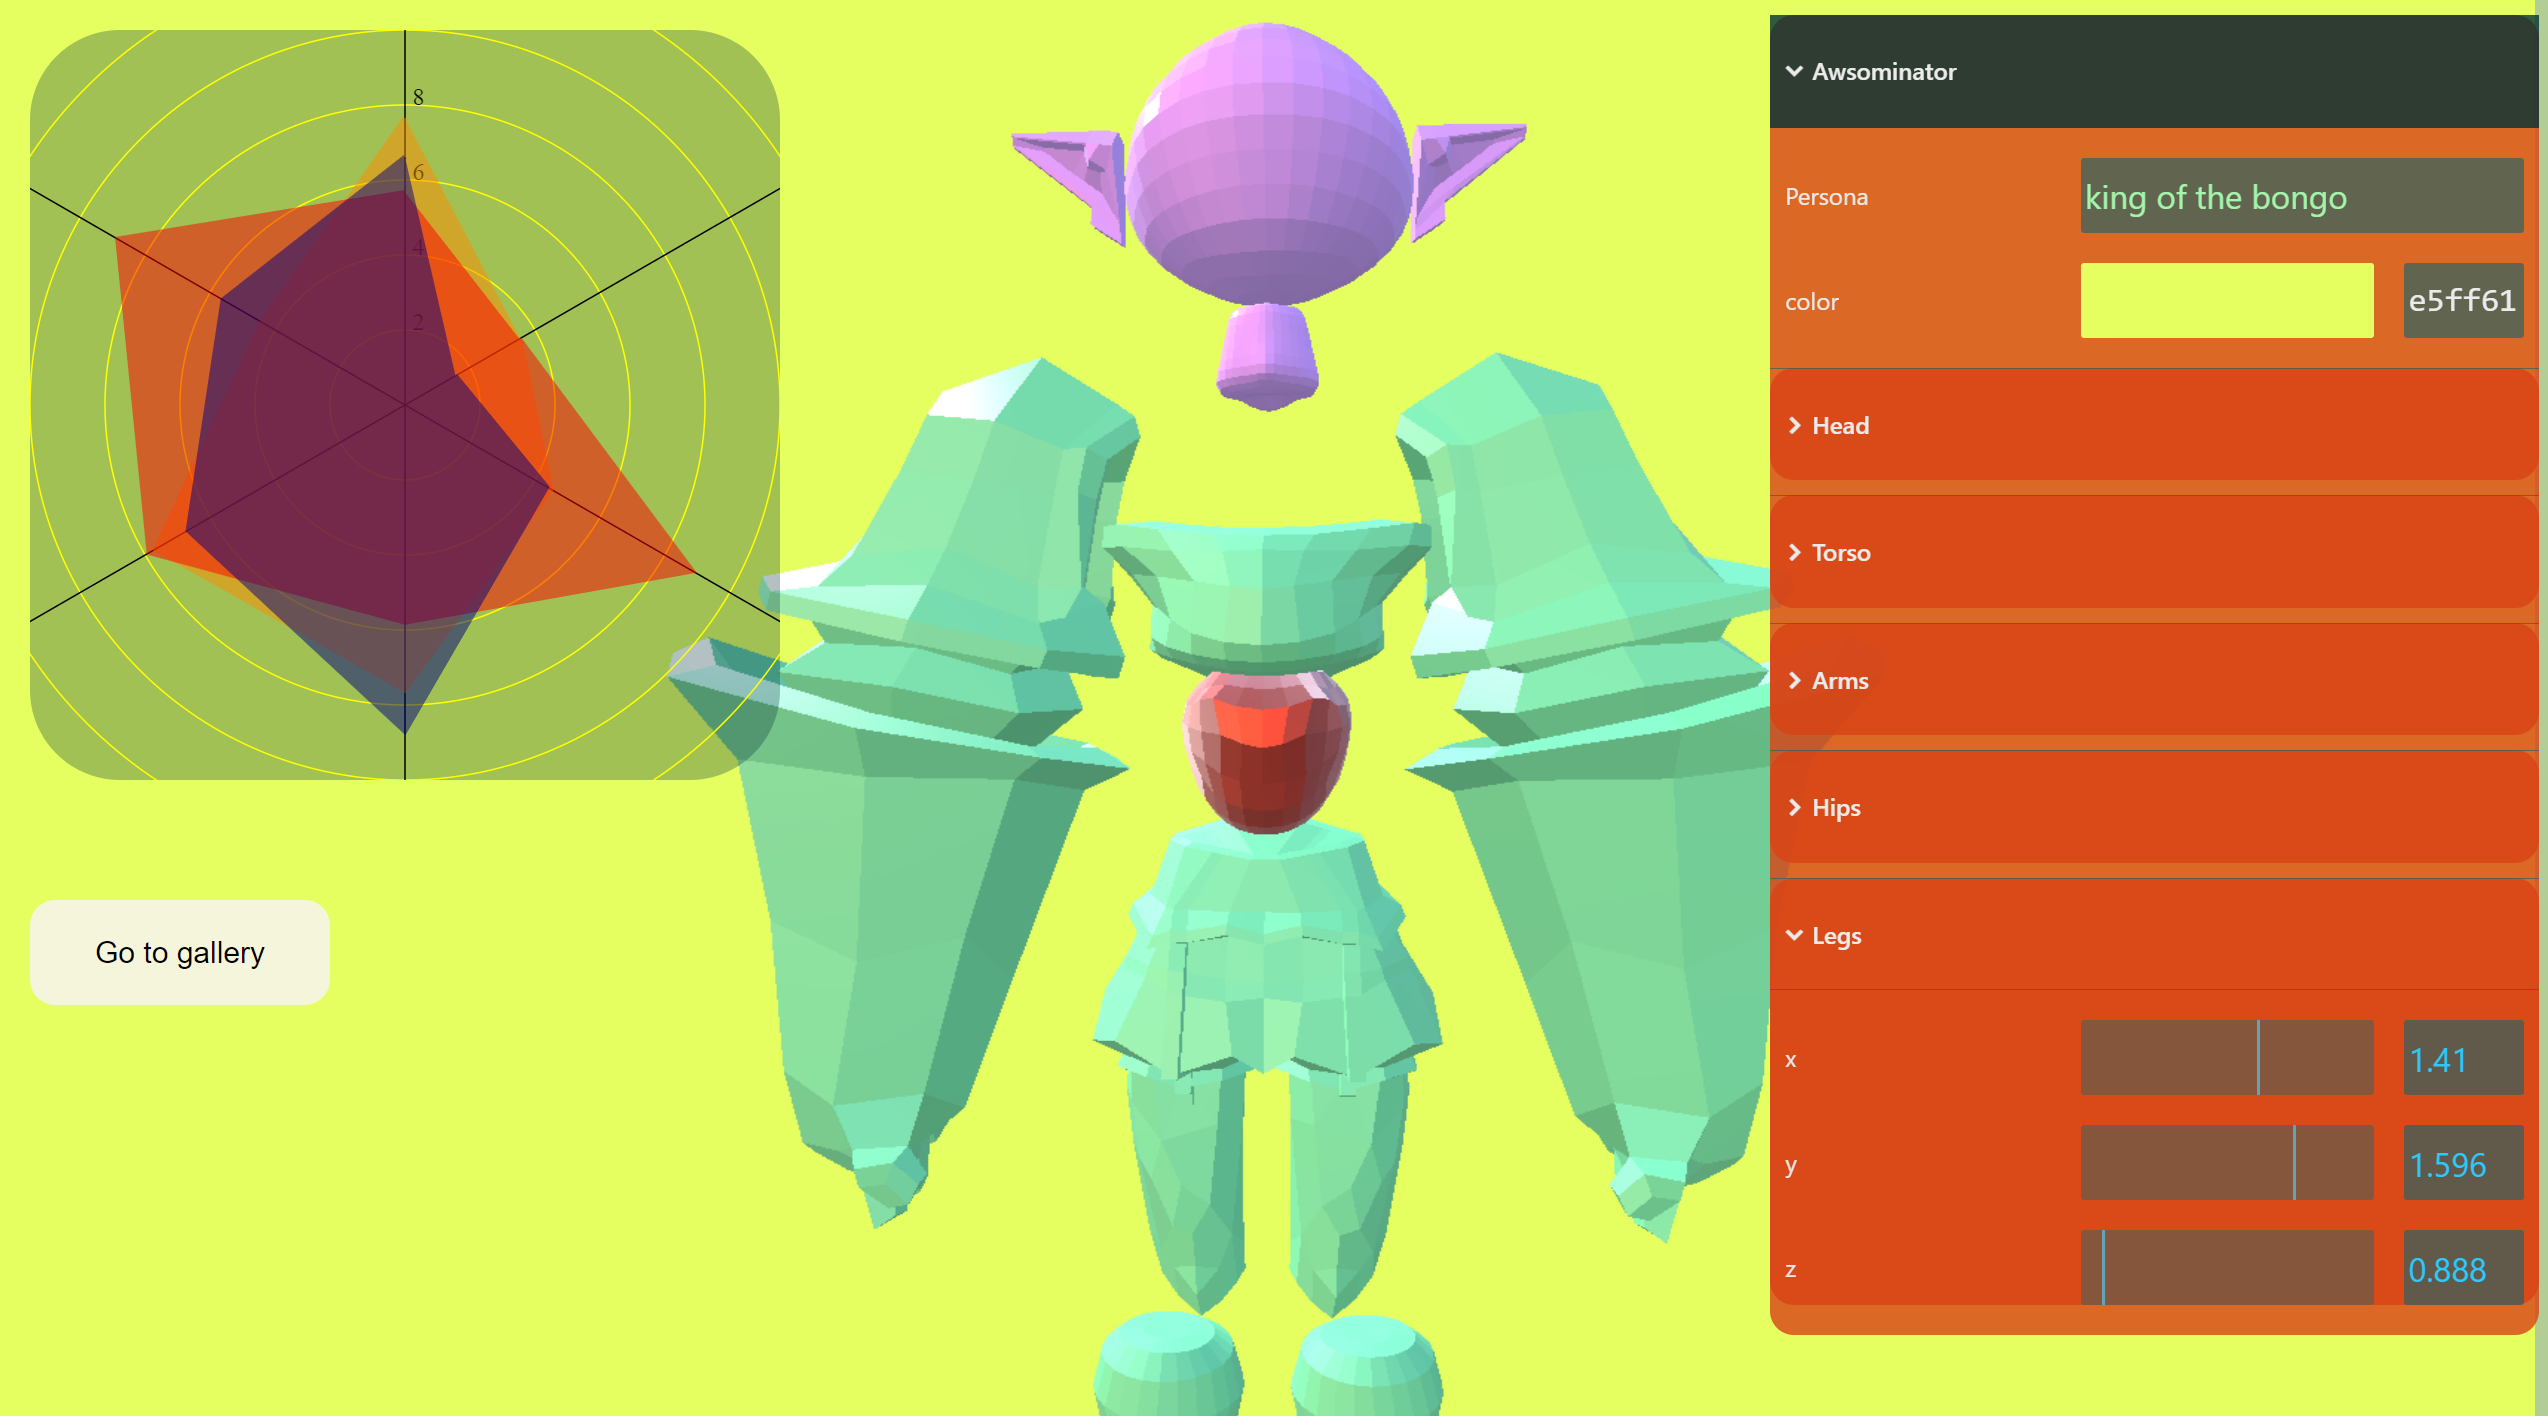 8
6
4
2
Go to gallery
Awsominator
Persona
king of the bongo
color
e5ff61
Head
Torso
Arms
Hips
Legs
x
1.41
y
1.596
z
0.888